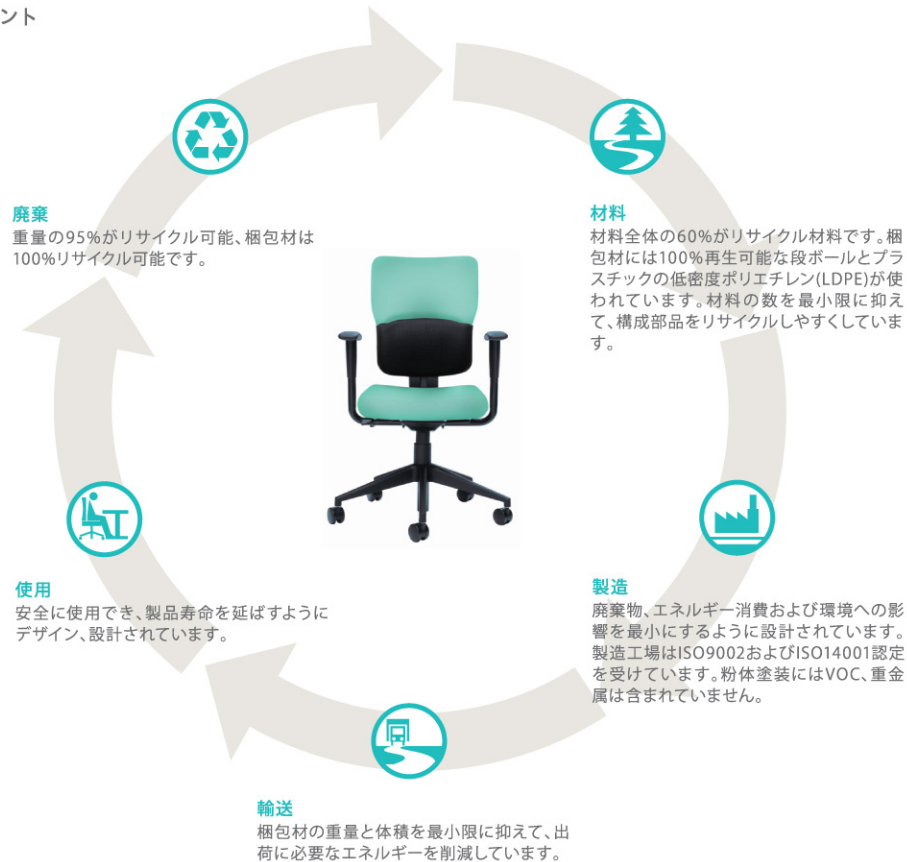 ント
廃棄
重量の95%がリサイクル可能、梱包材は
100%リサイクル可能です。
材料
材料全体の60%がリサイクル材料です。梱
包材には100%再生可能な段ボールとプラ
スチックの低密度ポリエチレン(LDPE)が使
われています。材料の数を最小限に抑え
て、構成部品をリサイクルしやすくしていま
す。
使用
安全に使用でき、製品寿命を延ばすように
デザイン、設計されています。
製造
廃棄物、エネルギー消費および環境への影
響を最小にするように設計されています。
製造工場はISO9002およびISO14001認定
を受けています。粉体塗装にはVOC、重金
属は含まれていません。
輸送
梱包材の重量と体積を最小限に抑えて、出
荷に必要なエネルギーを削減しています。